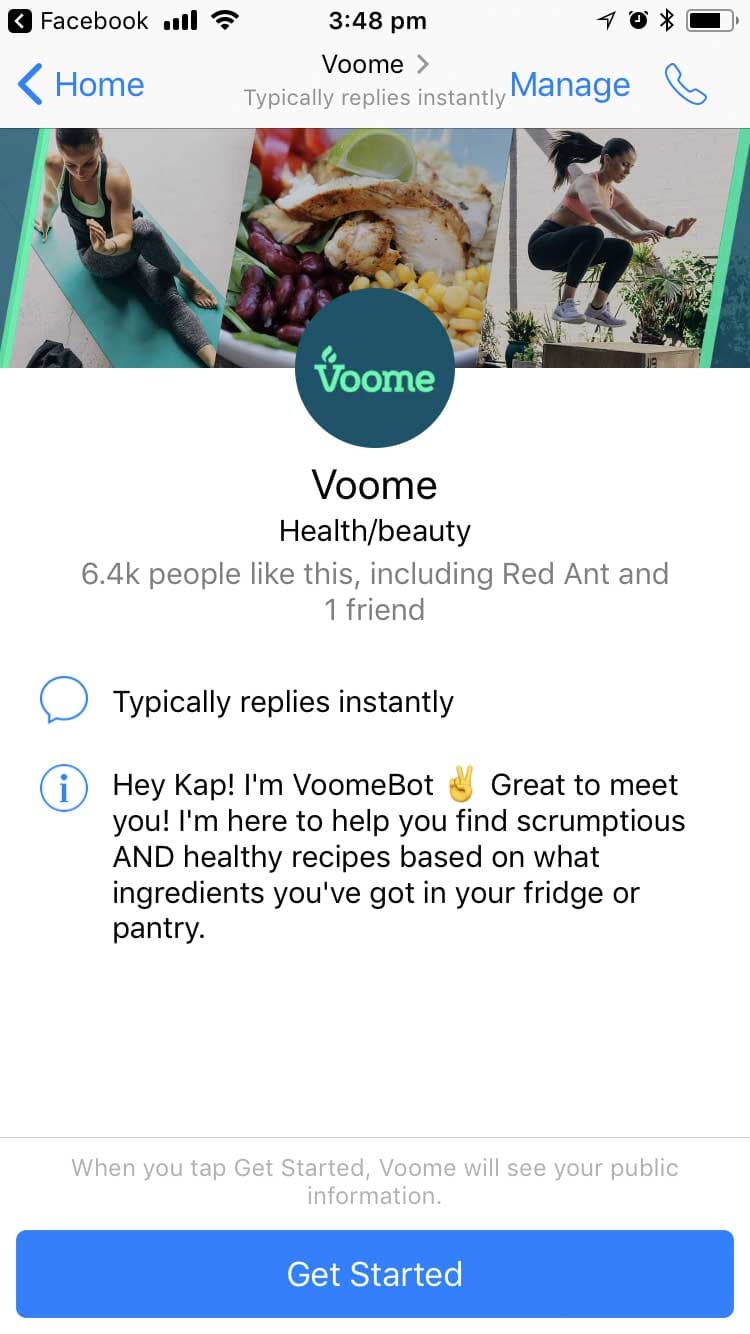 Facebook 3:48 pm
Home Voome Manage
Typically replies instantly
Voome
Voome
Health/beauty
6.4k people like this, including Red Ant and
1 friend
Typically replies instantly
Hey Kap! I'm VoomeBot ✌️ Great to meet
you! I'm here to help you find scrumptious
AND healthy recipes based on what
ingredients you've got in your fridge or
pantry.
When you tap Get Started, Voome will see your public
information.
Get Started